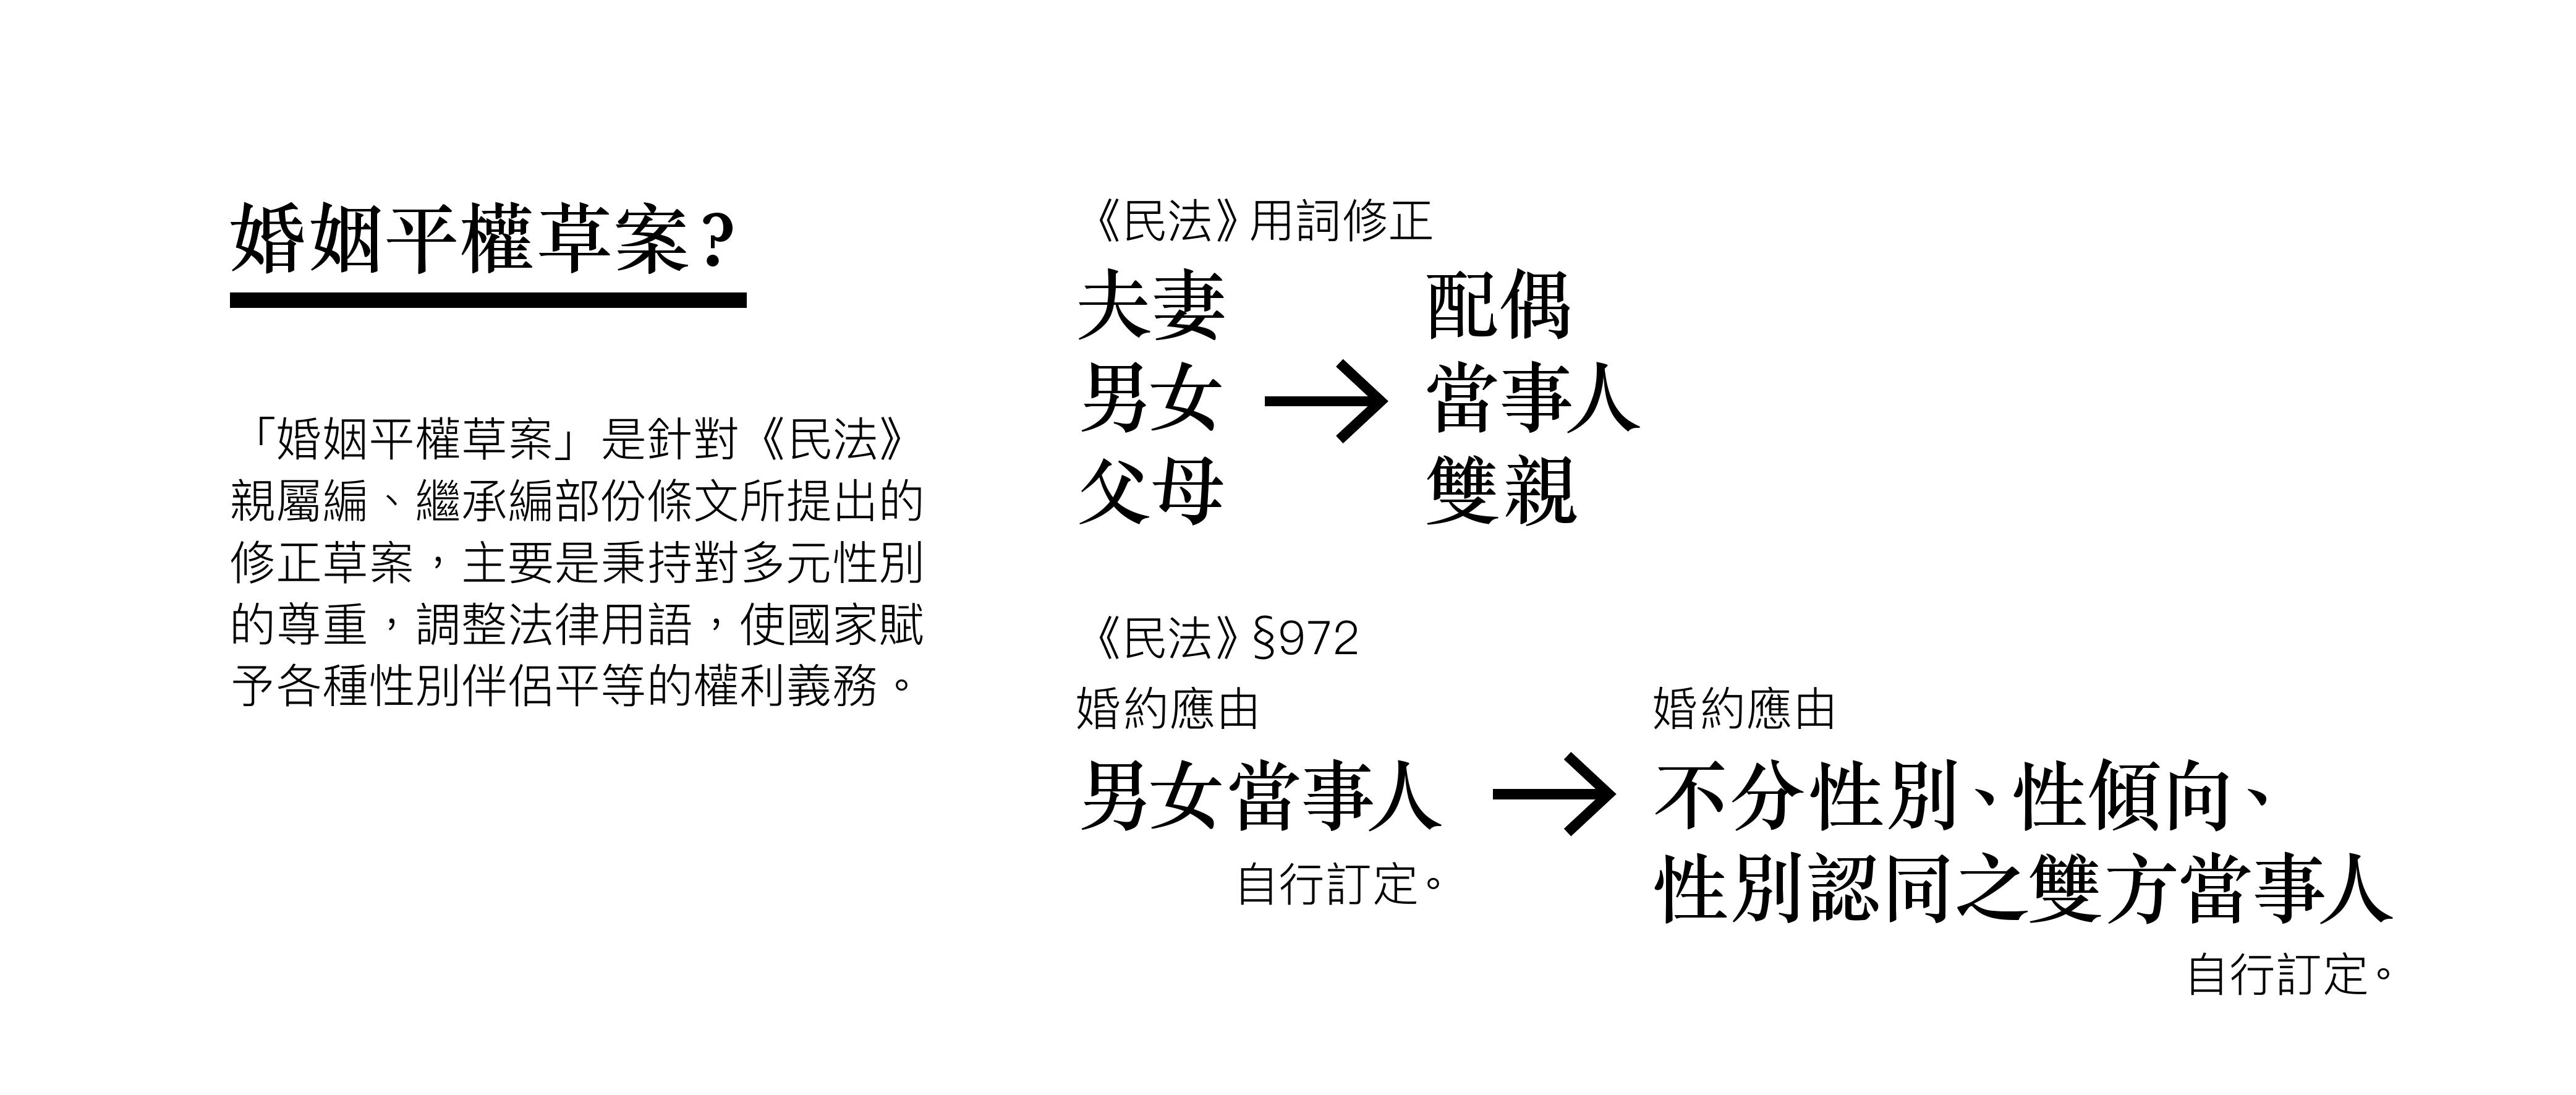 婚姻平權草案?
「婚姻平權草案」是針對《民法》
親屬編、繼承編部份條文所提出的
修正草案，主要是秉持對多元性別
的尊重，調整法律用語，使國家賦
予各種性別伴侶平等的權利義務。
《民法》用詞修正
夫妻
男女
父母
→
配偶
當事人
雙親
《民法》§972
婚約應由
男女當事人
自行訂定。
→
婚約應由
不分性別、性傾向、
性別認同之雙方當事人
自行訂定。